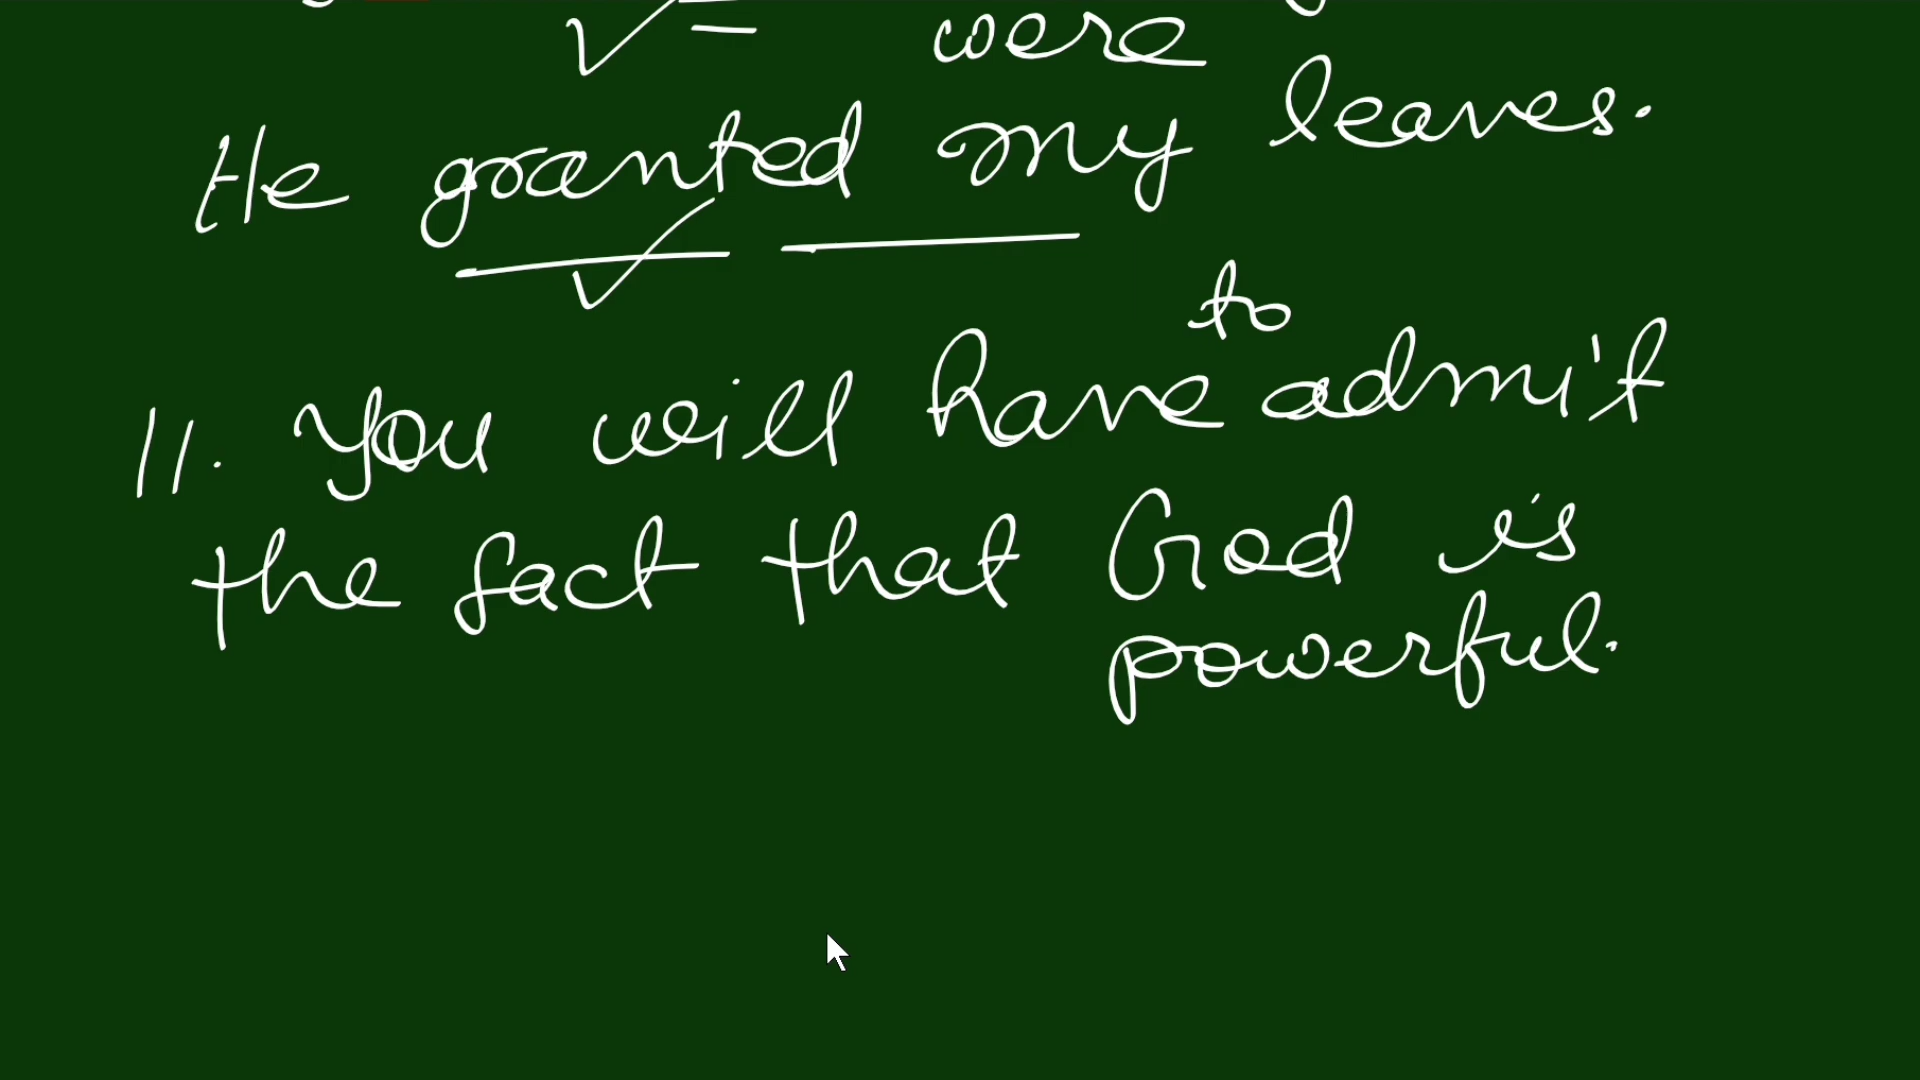 were
He granted my leaves.
to
11. You will have admit
the fact that God is
powerful.